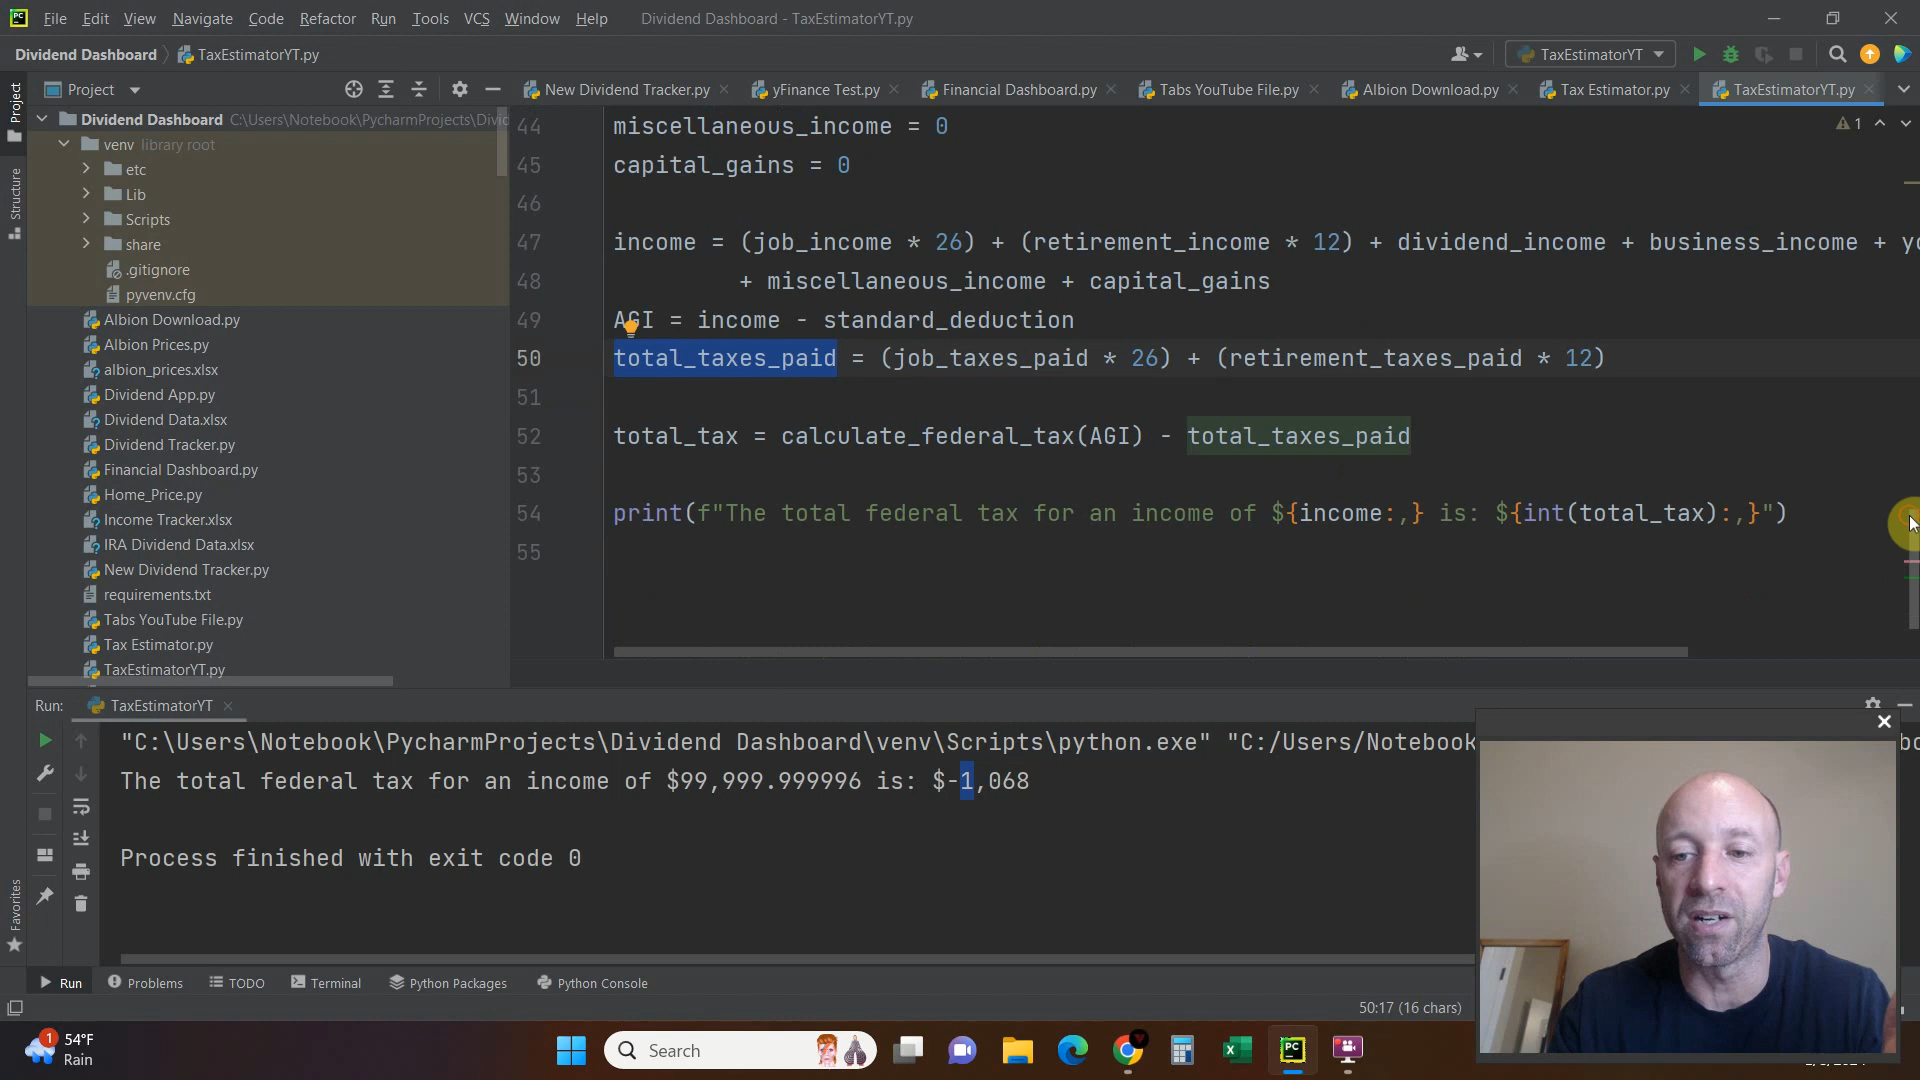 File Edit View Navigate Code Refactor Run Tools VCS Window Help Dividend Dashboard - TaxEstimatorYT.py
Dividend Dashboard TaxEstimatorYT.py TaxEstimatorYT
Project New Dividend Tracker.py yFinance Test.py Financial Dashboard.py Tabs YouTube File.py Albion Download.py Tax Estimator.py TaxEstimatorYT.py
Project
Structure
Favorites
Dividend Dashboard C:\Users\Notebook\PycharmProjects\Divid
venv library root
etc
Lib
Scripts
share
.gitignore
pyvenv.cfg
Albion Download.py
Albion Prices.py
albion_prices.xlsx
Dividend App.py
Dividend Data.xlsx
Dividend Tracker.py
Financial Dashboard.py
Home_Price.py
Income Tracker.xlsx
IRA Dividend Data.xlsx
New Dividend Tracker.py
requirements.txt
Tabs YouTube File.py
Tax Estimator.py
TaxEstimatorYT.py
1
44 miscellaneous_income = 0
45 capital_gains = 0
46
47 income = (job_income * 26) + (retirement_income * 12) + dividend_income + business_income + yo
48 + miscellaneous_income + capital_gains
49 AGI = income - standard_deduction
50 total_taxes_paid = (job_taxes_paid * 26) + (retirement_taxes_paid * 12)
51
52 total_tax = calculate_federal_tax(AGI) - total_taxes_paid
53
54 print(f"The total federal tax for an income of ${income:,} is: ${int(total_tax):,}")
55
Run: TaxEstimatorYT
"C:\Users\Notebook\PycharmProjects\Dividend Dashboard\venv\Scripts\python.exe" "C:/Users/Notebook
The total federal tax for an income of $99,999.999996 is: $-1,068
Process finished with exit code 0
Run Problems TODO Terminal Python Packages Python Console
50:17 (16 chars)
1 54°F
Rain
Search
PC